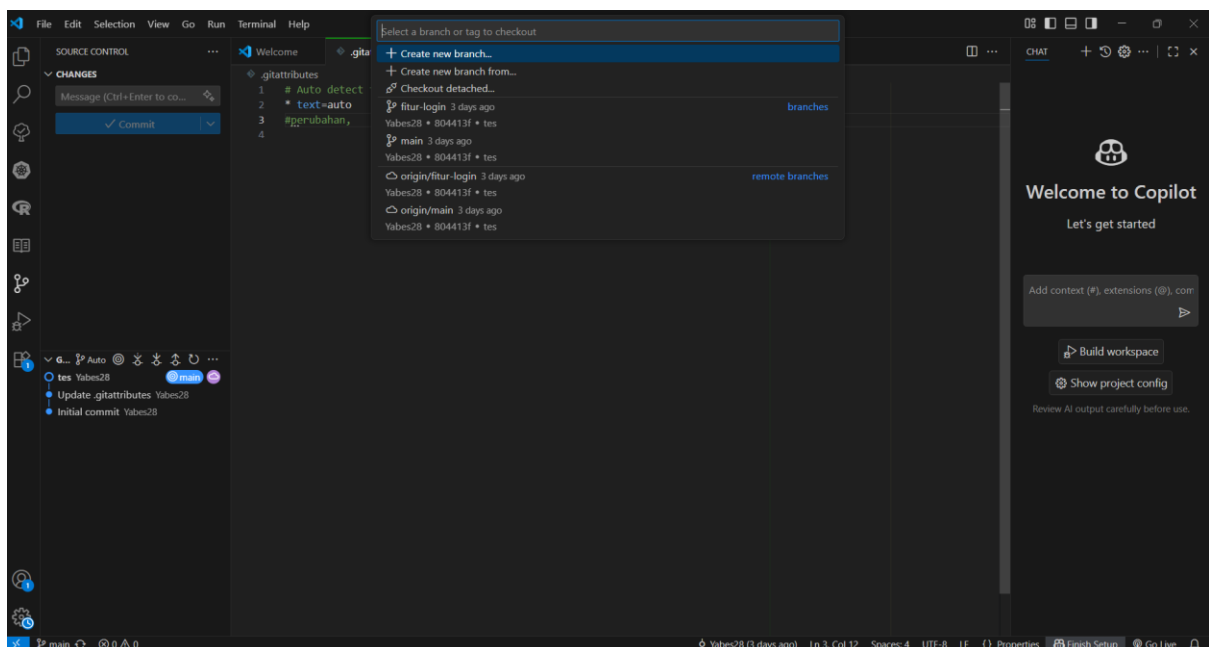 File Edit Selection View Go Run Terminal Help
Select a branch or tag to checkout
+ Create new branch...
+ Create new branch from...
Checkout detached...
fitur-login 3 days ago branches
Yabes28 • 804413f • tes
main 3 days ago
Yabes28 • 804413f • tes
origin/fitur-login 3 days ago remote branches
Yabes28 • 804413f • tes
origin/main 3 days ago
Yabes28 • 804413f • tes
SOURCE CONTROL ...
CHANGES
Message (Ctrl+Enter to co...
✓ Commit
G... Auto ...
tes Yabes28 main
Update .gitattributes Yabes28
Initial commit Yabes28
Welcome .gita
.gitattributes
1 # Auto detect
2 * text=auto
3 #perubahan,
4
CHAT
Welcome to Copilot
Let's get started
Add context (#), extensions (@), com
Build workspace
Show project config
Review AI output carefully before use.
1
1
main 0 0 Yabes28 (3 days ago) Ln 3, Col 12 Spaces: 4 UTF-8 LF {} Properties Finish Setup Go Live